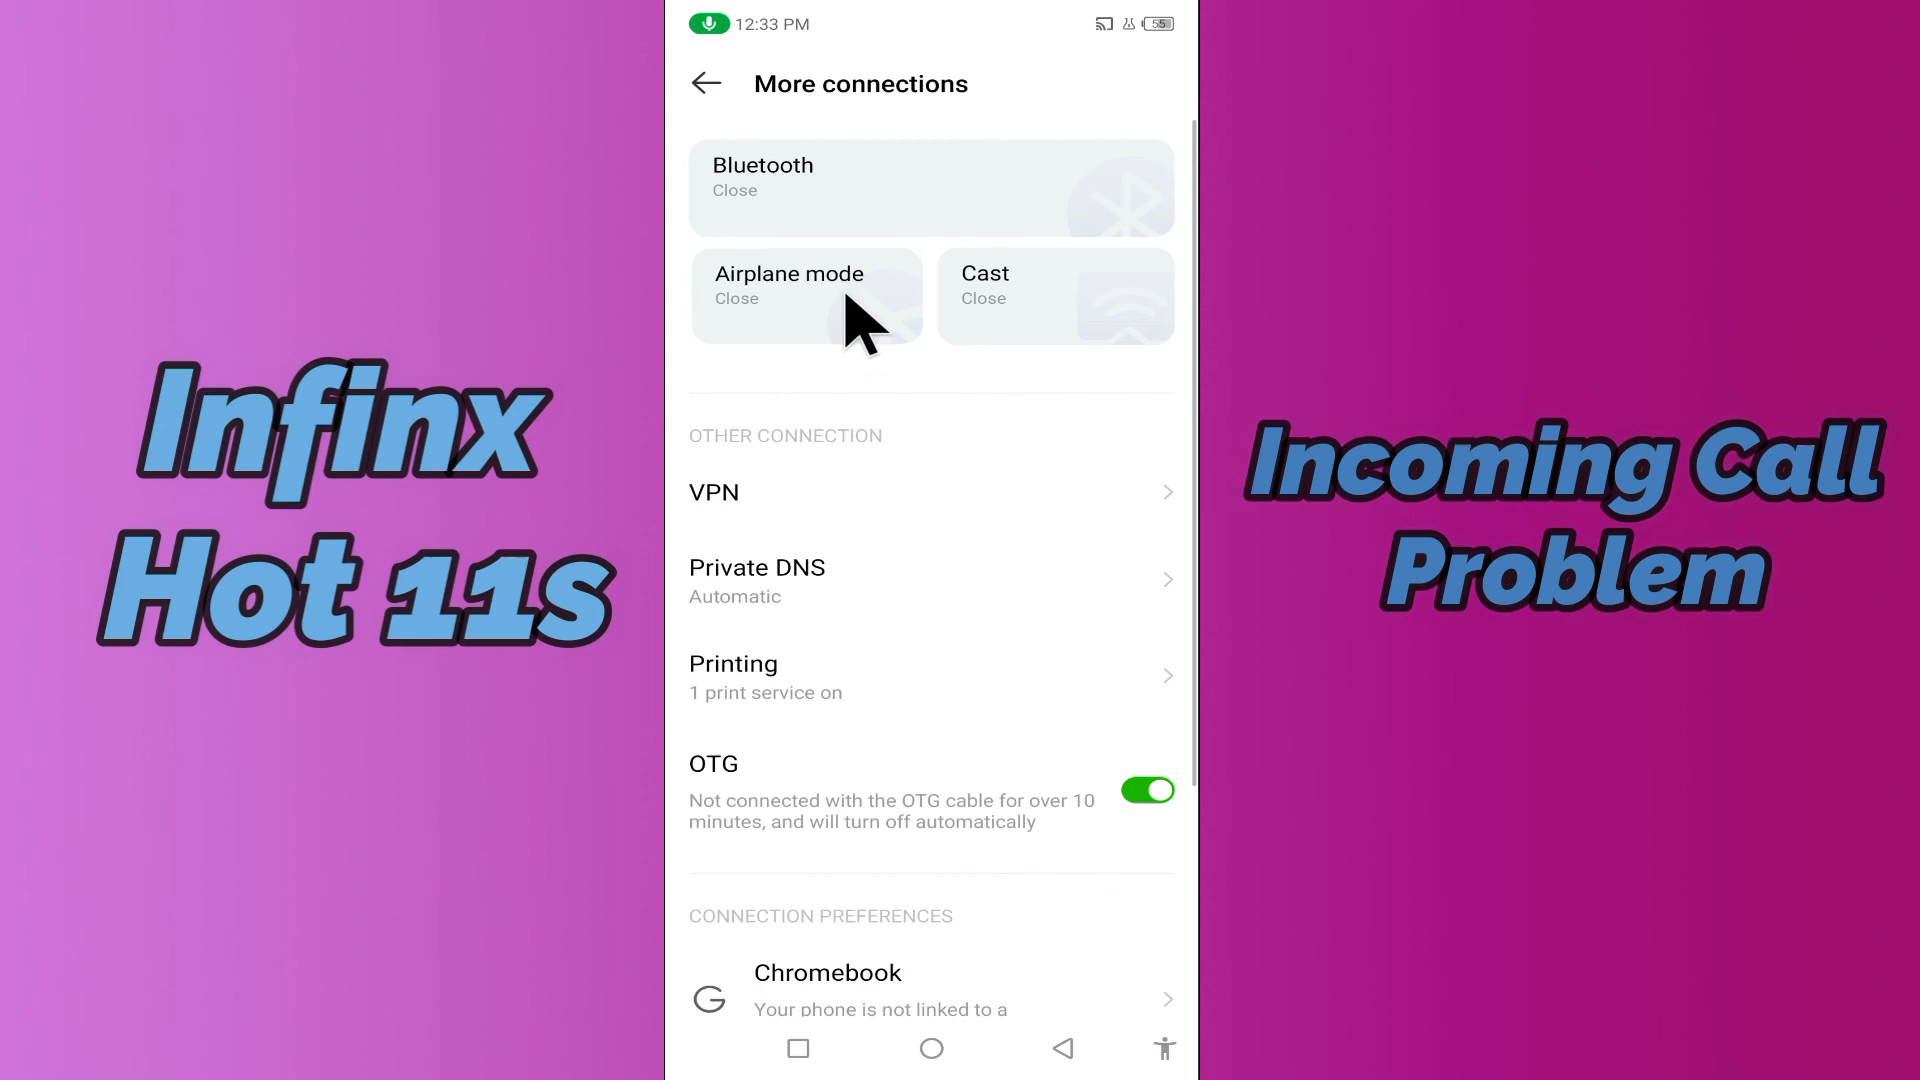 12:33 PM
55
More connections
Bluetooth
Close
Airplane mode
Close
Cast
Close
OTHER CONNECTION
VPN
Private DNS
Automatic
Printing
1 print service on
OTG
Not connected with the OTG cable for over 10
minutes, and will turn off automatically
CONNECTION PREFERENCES
Chromebook
Your phone is not linked to a
Infinx
Hot 11s
Incoming Call
Problem